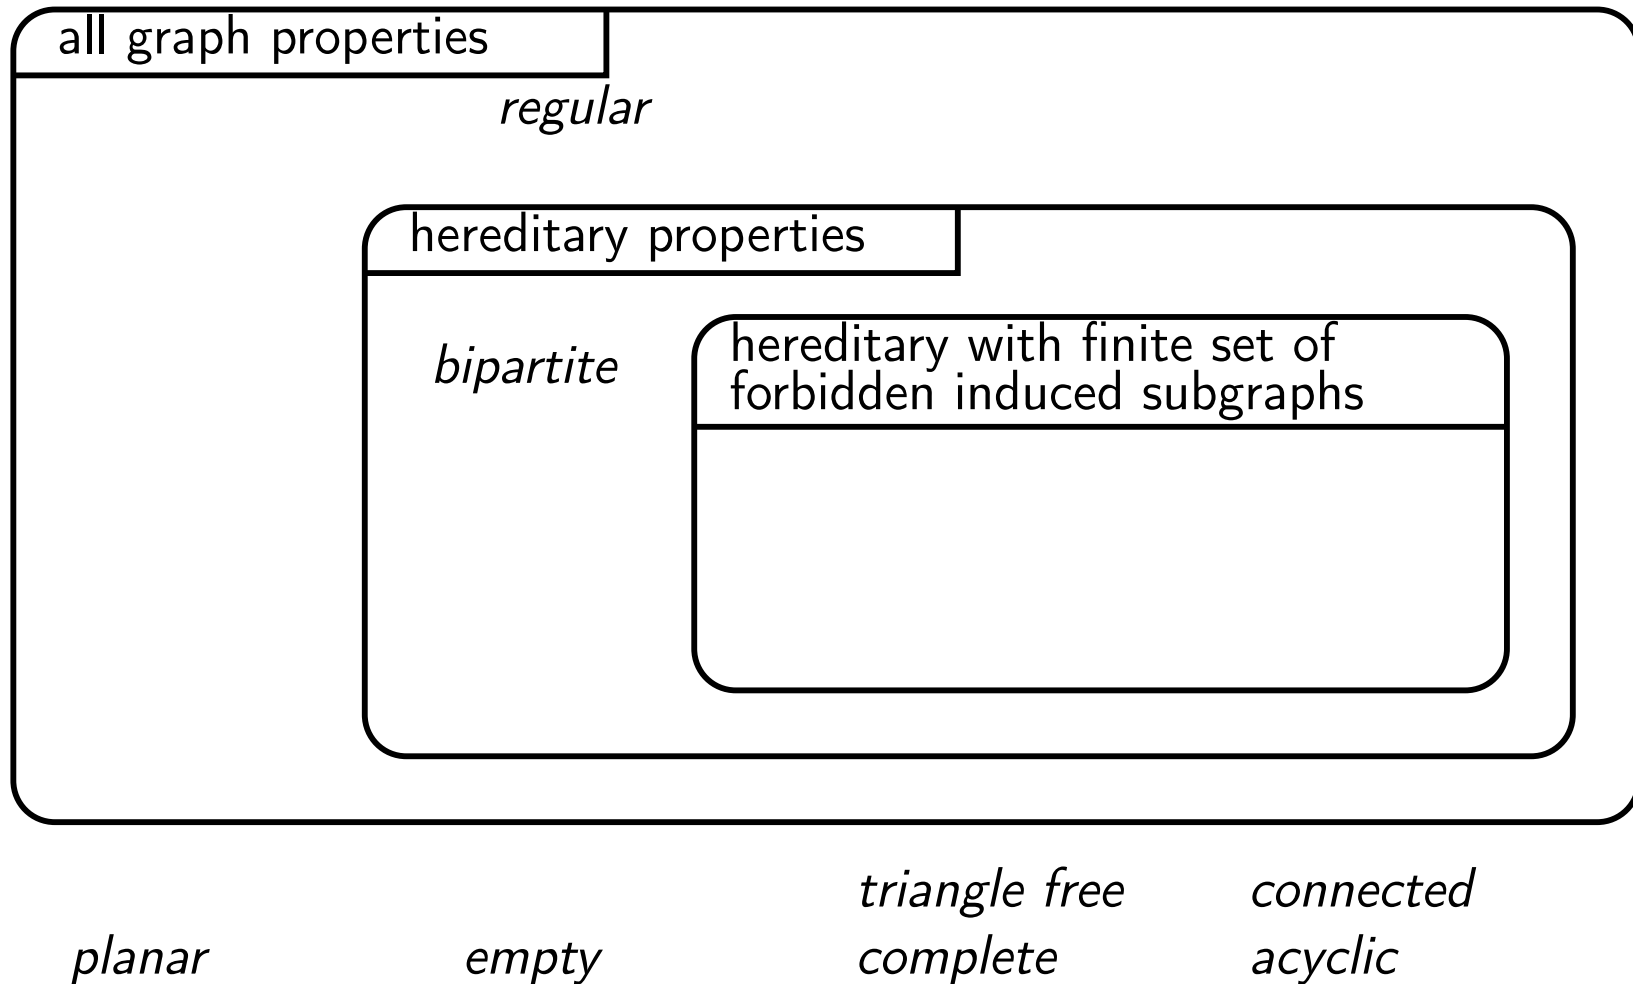 all graph properties
regular
hereditary properties
bipartite
hereditary with finite set of
forbidden induced subgraphs
triangle free connected
planar empty complete acyclic